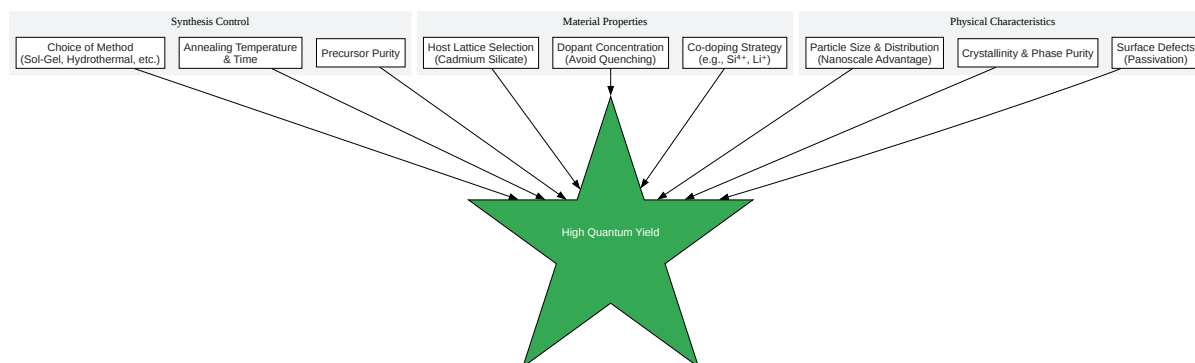 Synthesis Control
Material Properties
Physical Characteristics
Choice of Method
(Sol-Gel, Hydrothermal, etc.)
Annealing Temperature
& Time
Precursor Purity
Host Lattice Selection
(Cadmium Silicate)
Dopant Concentration
(Avoid Quenching)
Co-doping Strategy
(e.g., Si⁴⁺, Li⁺)
Particle Size & Distribution
(Nanoscale Advantage)
Crystallinity & Phase Purity
Surface Defects
(Passivation)
High Quantum Yield